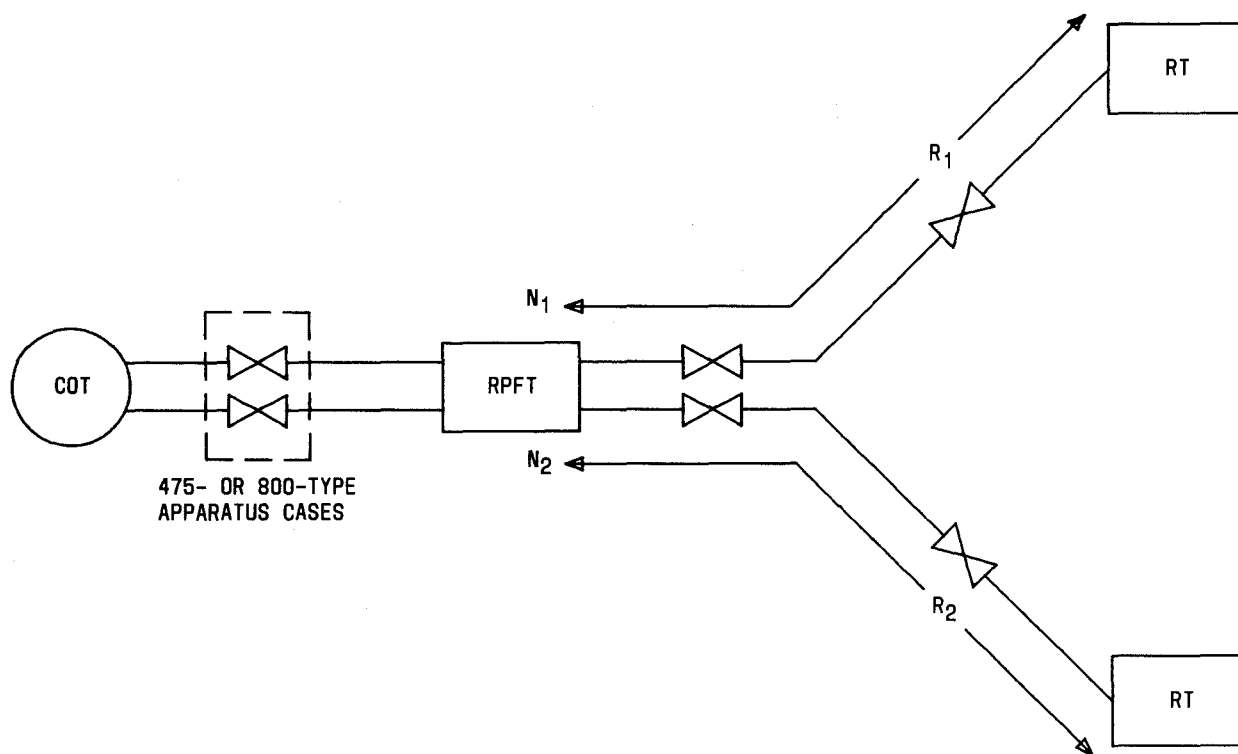 RT
R1
N1
COT
RPFT
N2
475- OR 800-TYPE
APPARATUS CASES
R2
RT